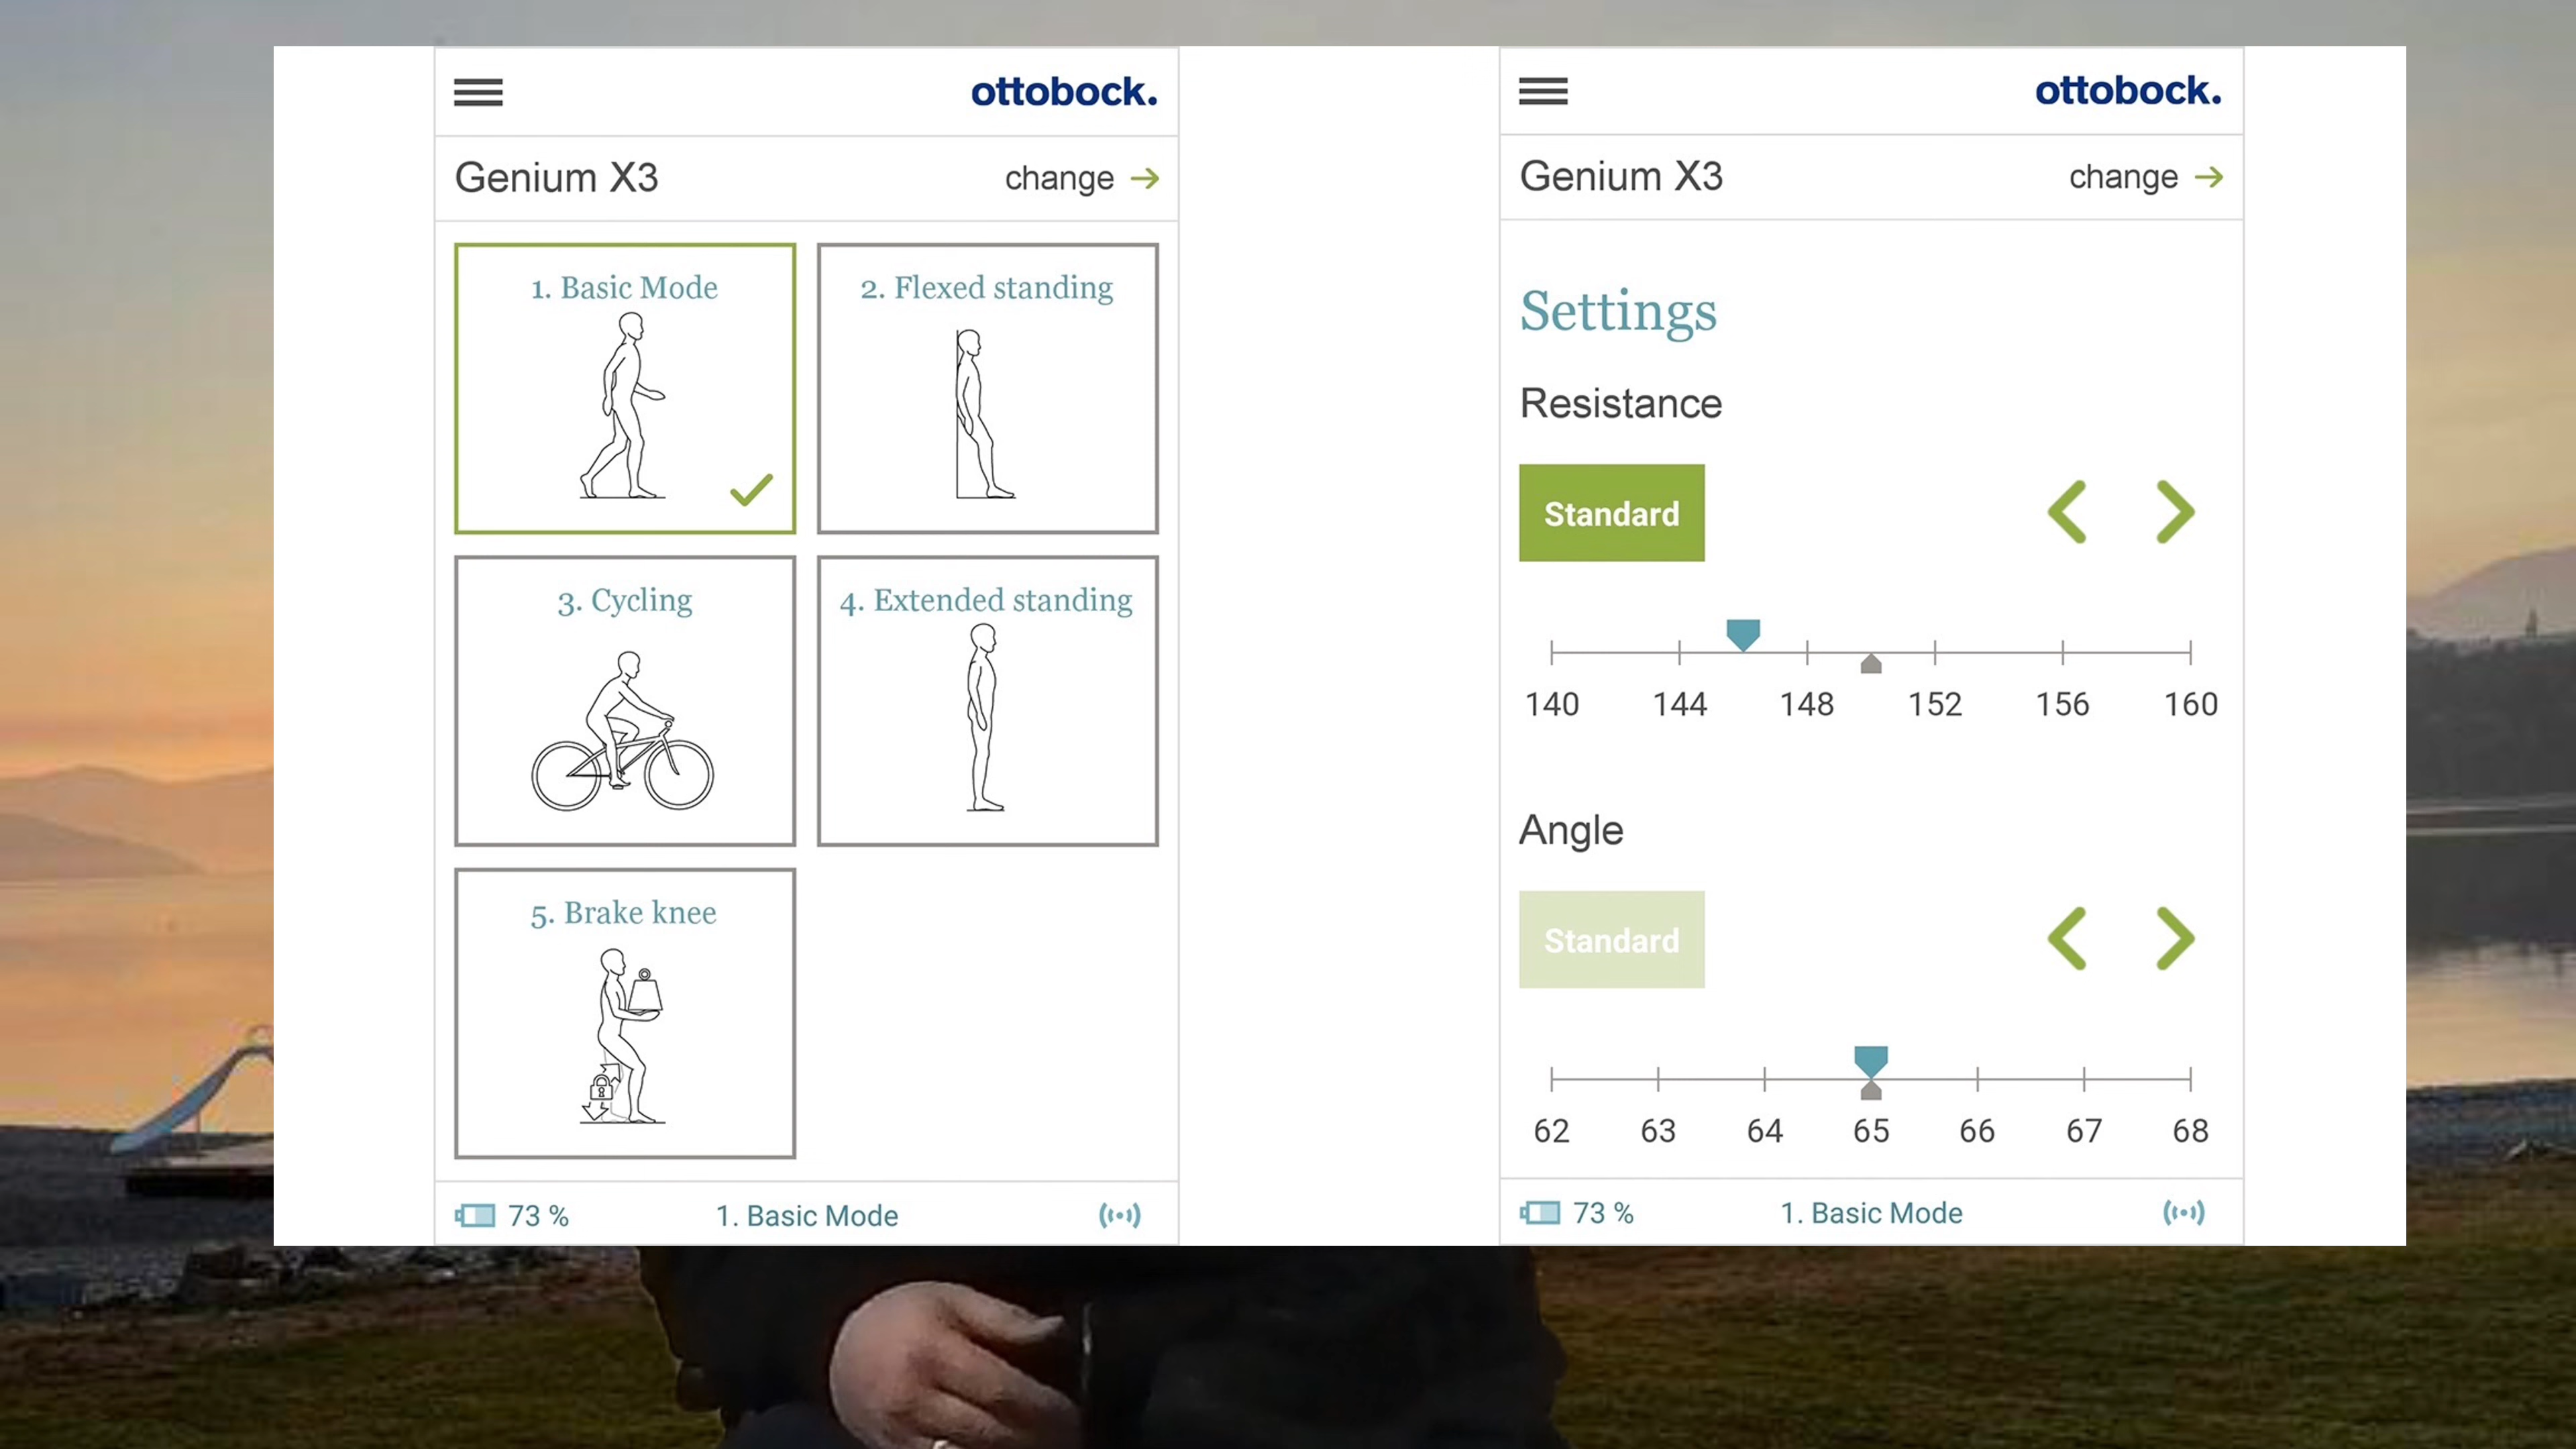 ottobock.
Genium X3
change
1. Basic Mode
2. Flexed standing
3. Cycling
4. Extended standing
5. Brake knee
73 %
1. Basic Mode
ottobock.
Genium X3
change
Settings
Resistance
Standard
140 144 148 152 156 160
Angle
Standard
62 63 64 65 66 67 68
73 %
1. Basic Mode